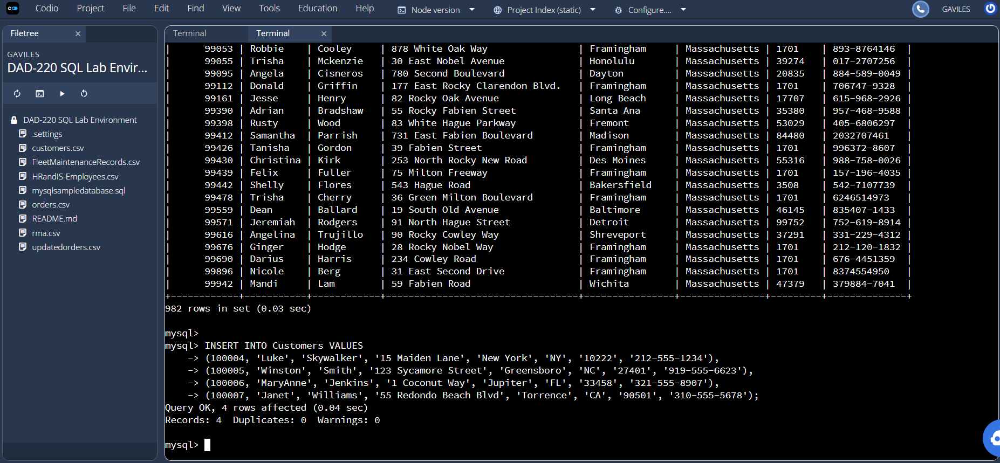 Codio Project File Edit Find View Tools Education Help Node version Project Index (static) Configure.... GAVILES
Filetree
GAVILES
DAD-220 SQL Lab Envir...
DAD-220 SQL Lab Environment
.settings
customers.csv
FleetMaintenanceRecords.csv
HRandIS-Employees.csv
mysqlsampledatabase.sql
orders.csv
README.md
rma.csv
updatedorders.csv
Terminal Terminal
| 99053 | Robbie | Cooley | 878 White Oak Way | Framingham | Massachusetts | 1701 | 893-8764146 |
| 99055 | Trisha | Mckenzie | 30 East Nobel Avenue | Honolulu | Massachusetts | 39274 | 017-2707256 |
| 99095 | Angela | Cisneros | 780 Second Boulevard | Dayton | Massachusetts | 20835 | 884-589-0049 |
| 99112 | Donald | Griffin | 177 East Rocky Clarendon Blvd. | Framingham | Massachusetts | 1701 | 706747-9328 |
| 99161 | Jesse | Henry | 82 Rocky Oak Avenue | Long Beach | Massachusetts | 17707 | 615-968-2926 |
| 99390 | Adrian | Bradshaw | 55 Rocky Fabien Street | Santa Ana | Massachusetts | 35380 | 957-468-9588 |
| 99398 | Rusty | Wood | 83 White Hague Parkway | Fremont | Massachusetts | 53029 | 405-6806297 |
| 99412 | Samantha | Parrish | 731 East Fabien Boulevard | Madison | Massachusetts | 84480 | 2032707461 |
| 99426 | Tanisha | Gordon | 39 Fabien Street | Framingham | Massachusetts | 1701 | 996372-8607 |
| 99430 | Christina | Kirk | 253 North Rocky New Road | Des Moines | Massachusetts | 55316 | 988-758-0026 |
| 99439 | Felix | Fuller | 75 Milton Freeway | Framingham | Massachusetts | 1701 | 157-196-4035 |
| 99442 | Shelly | Flores | 543 Hague Road | Bakersfield | Massachusetts | 3508 | 542-7107739 |
| 99478 | Trisha | Cherry | 36 Green Milton Boulevard | Framingham | Massachusetts | 1701 | 6246514973 |
| 99559 | Dean | Ballard | 19 South Old Avenue | Baltimore | Massachusetts | 46145 | 835407-1433 |
| 99571 | Jeremiah | Rodgers | 91 North Hague Street | Detroit | Massachusetts | 99752 | 752-619-8914 |
| 99616 | Angelina | Trujillo | 90 Rocky Cowley Way | Shreveport | Massachusetts | 37291 | 331-229-4312 |
| 99676 | Ginger | Hodge | 28 Rocky Nobel Way | Framingham | Massachusetts | 1701 | 212-120-1832 |
| 99690 | Darius | Harris | 234 Cowley Road | Framingham | Massachusetts | 1701 | 676-4451359 |
| 99896 | Nicole | Berg | 31 East Second Drive | Framingham | Massachusetts | 1701 | 8374554950 |
| 99942 | Mandi | Lam | 59 Fabien Road | Wichita | Massachusetts | 47379 | 379884-7041 |
+------------+-----------+------------+----------------------------------+----------------+---------------+---------+--------------+
982 rows in set (0.03 sec)
mysql>
mysql> INSERT INTO Customers VALUES
-> (100004, 'Luke', 'Skywalker', '15 Maiden Lane', 'New York', 'NY', '10222', '212-555-1234'),
-> (100005, 'Winston', 'Smith', '123 Sycamore Street', 'Greensboro', 'NC', '27401', '919-555-6623'),
-> (100006, 'MaryAnne', 'Jenkins', '1 Coconut Way', 'Jupiter', 'FL', '33458', '321-555-8907'),
-> (100007, 'Janet', 'Williams', '55 Redondo Beach Blvd', 'Torrence', 'CA', '90501', '310-555-5678');
Query OK, 4 rows affected (0.04 sec)
Records: 4 Duplicates: 0 Warnings: 0
mysql>